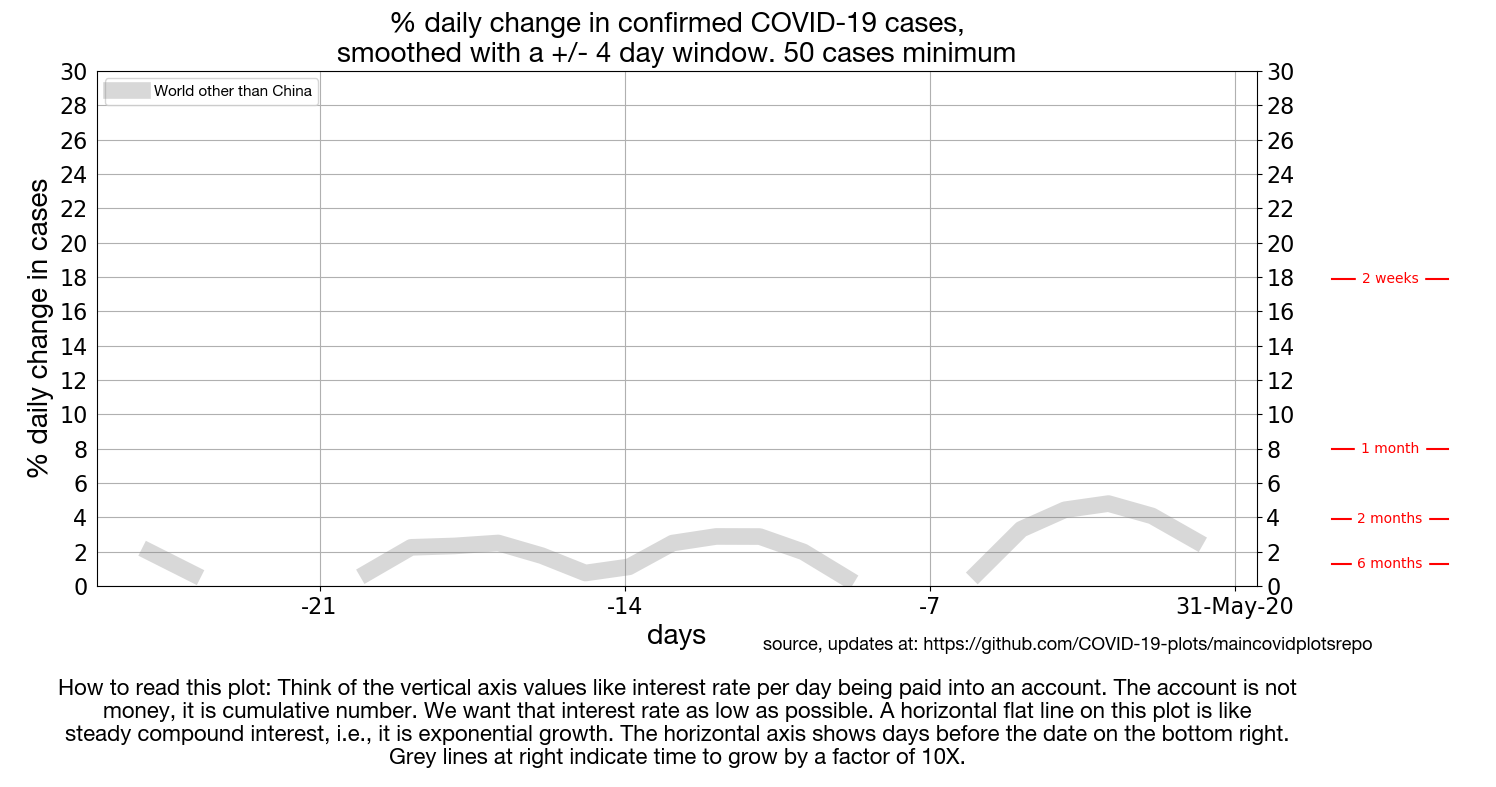 % daily change in confirmed COVID-19 cases,
smoothed with a +/- 4 day window. 50 cases minimum
World other than China
% daily change in cases
30
28
26
24
22
20
18
16
14
12
10
8
6
4
2
0
30
28
26
24
22
20
18
16
14
12
10
8
6
4
2
0
2 weeks
1 month
2 months
6 months
-21
-14
-7
31-May-20
days
source, updates at: https://github.com/COVID-19-plots/maincovidplotsrepo
How to read this plot: Think of the vertical axis values like interest rate per day being paid into an account. The account is not
money, it is cumulative number. We want that interest rate as low as possible. A horizontal flat line on this plot is like
steady compound interest, i.e., it is exponential growth. The horizontal axis shows days before the date on the bottom right.
Grey lines at right indicate time to grow by a factor of 10X.